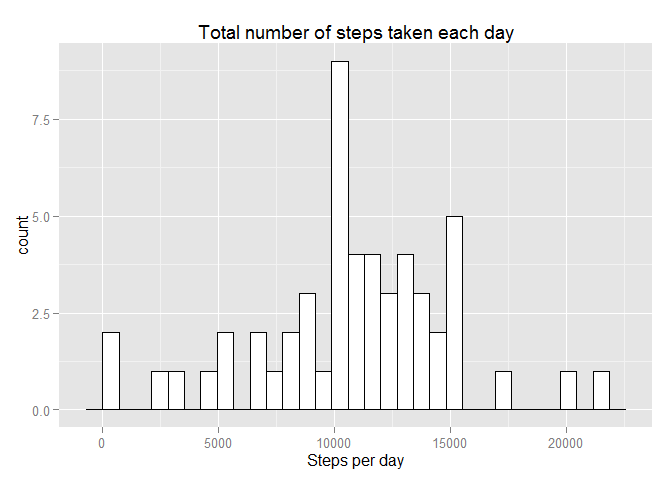 Total number of steps taken each day
7.5
5.0
2.5
0.0
count
0 5000 10000 15000 20000
Steps per day